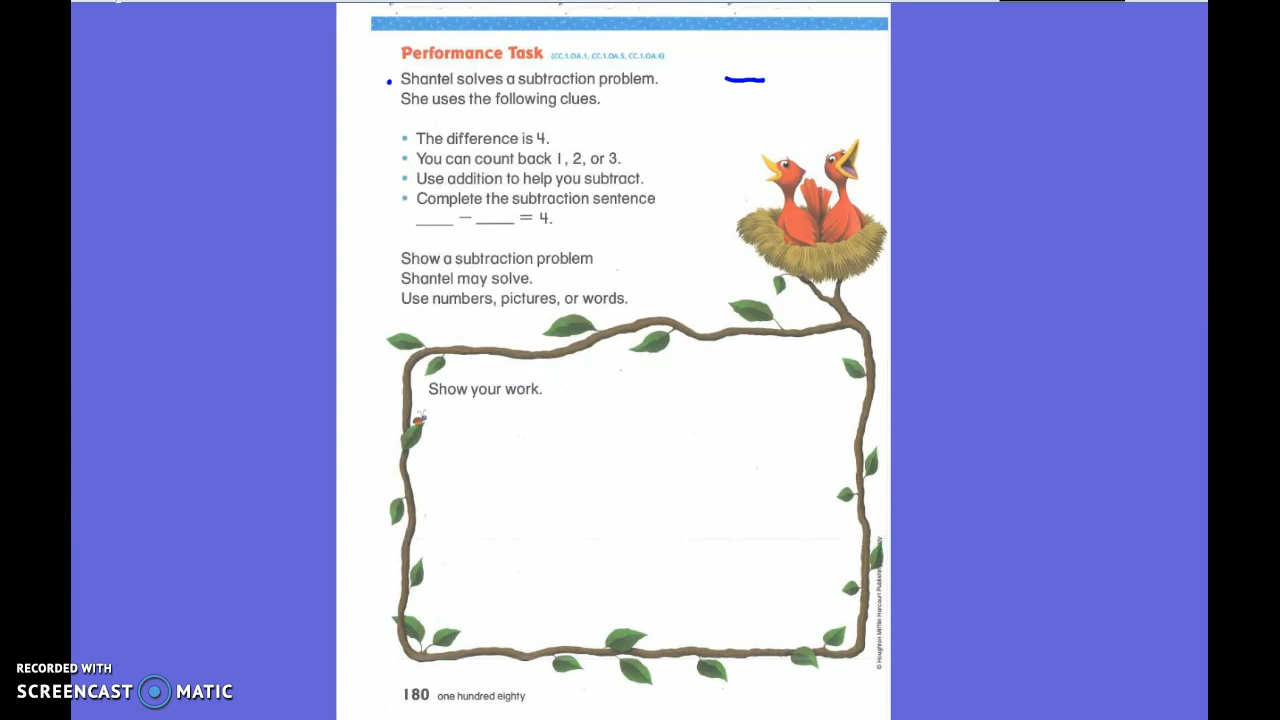 Performance Task (CC.1.OA.1, CC.1.OA.5, CC.1.OA.6)
Shantel solves a subtraction problem.
She uses the following clues.
• The difference is 4.
• You can count back 1, 2, or 3.
• Use addition to help you subtract.
• Complete the subtraction sentence
____ − ____ = 4.
Show a subtraction problem
Shantel may solve.
Use numbers, pictures, or words.
Show your work.
180 one hundred eighty
RECORDED WITH
SCREENCAST MATIC